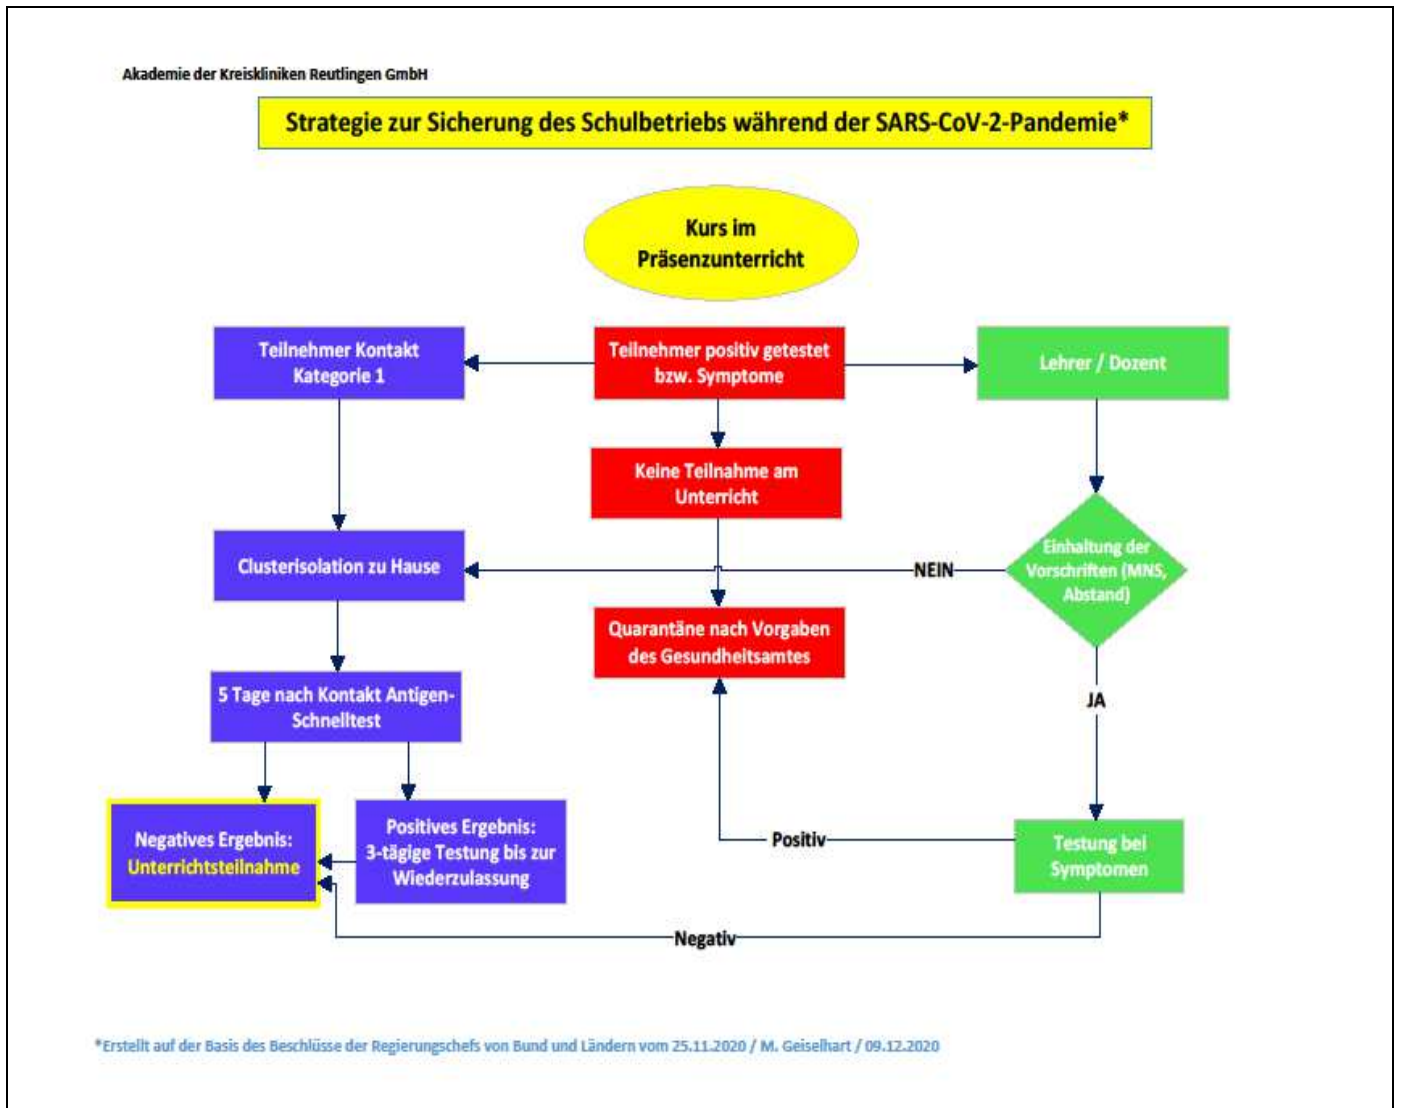 Akademie der Kreiskliniken Reutlingen GmbH
Strategie zur Sicherung des Schulbetriebs während der SARS-CoV-2-Pandemie*
Kurs im
Präsenzunterricht
Teilnehmer Kontakt
Kategorie 1
Teilnehmer positiv getestet
bzw. Symptome
Lehrer / Dozent
Keine Teilnahme am
Unterricht
Clusterisolation zu Hause
NEIN
Einhaltung der
Vorschriften (MNS,
Abstand)
Quarantäne nach Vorgaben
des Gesundheitsamtes
5 Tage nach Kontakt Antigen-
Schnelltest
JA
Negatives Ergebnis:
Unterrichtsteilnahme
Positives Ergebnis:
3-tägige Testung bis zur
Wiederzulassung
Positiv
Testung bei
Symptomen
Negativ
*Erstellt auf der Basis des Beschlüsse der Regierungschefs von Bund und Ländern vom 25.11.2020 / M. Geiselhart / 09.12.2020